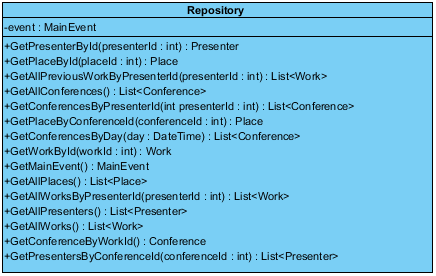 Repository
-event : MainEvent
+GetPresenterById(presenterId : int) : Presenter
+GetPlaceById(placeId : int) : Place
+GetAllPreviousWorkByPresenterId(presenterId : int) : List<Work>
+GetAllConferences() : List<Conference>
+GetConferencesByPresenterId(int presenterId : int) : List<Conference>
+GetPlaceByConferenceId(conferenceId : int) : Place
+GetConferencesByDay(day : DateTime) : List<Conference>
+GetWorkById(workId : int) : Work
+GetMainEvent() : MainEvent
+GetAllPlaces() : List<Place>
+GetAllWorksByPresenterId(presenterId : int) : List<Work>
+GetAllPresenters() : List<Presenter>
+GetAllWorks() : List<Work>
+GetConferenceByWorkId() : Conference
+GetPresentersByConferenceId(conferenceId : int) : List<Presenter>